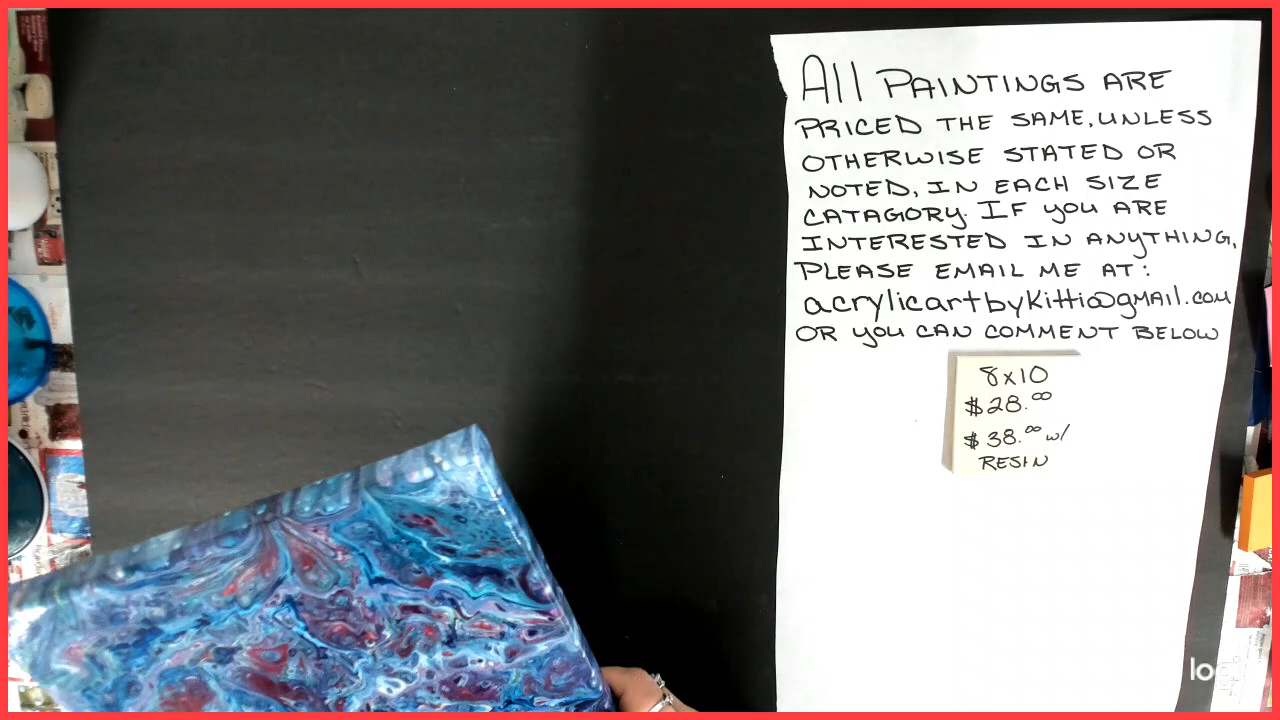 All PAINTINGS ARE
PRICED THE SAME, UNLESS
OTHERWISE STATED OR
NOTED, IN EACH SIZE
CATAGORY. IF YOU ARE
INTERESTED IN ANYTHING,
PLEASE EMAIL ME AT:
acrylicartbykitti@gmail.com
OR YOU CAN COMMENT BELOW
8x10
$28.00
$38.00 w/
RESIN